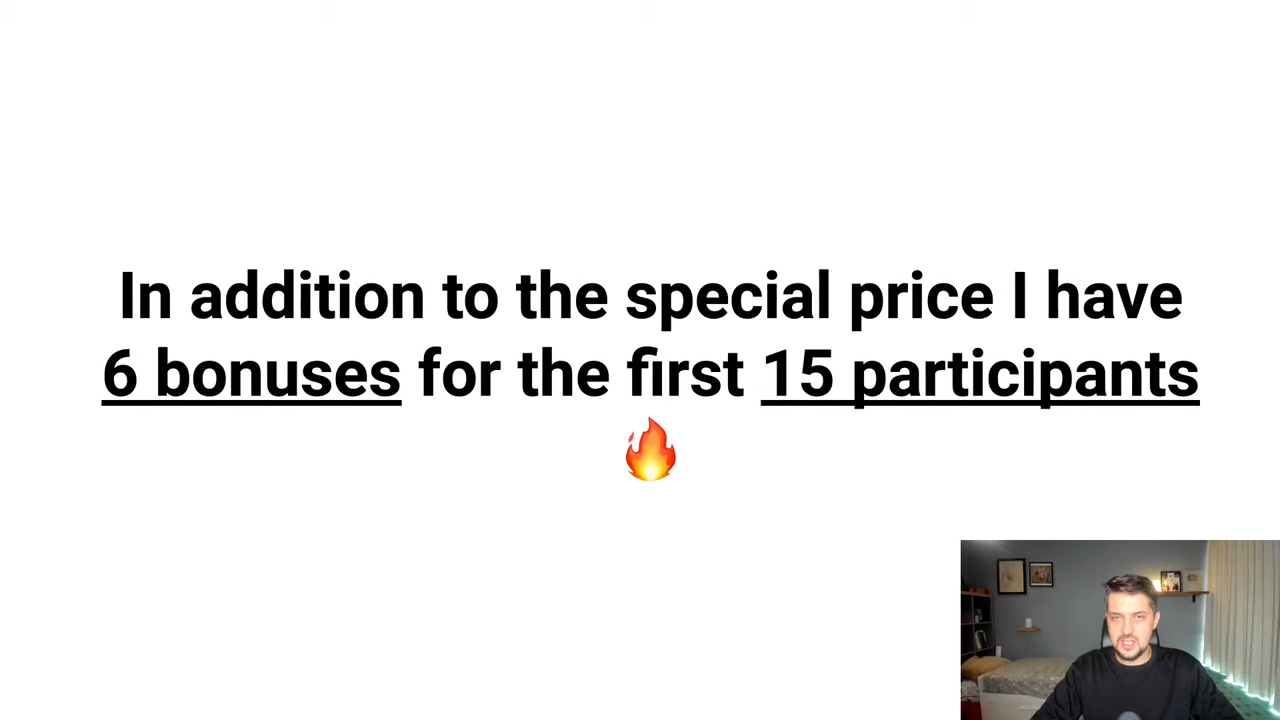 In addition to the special price I have
6 bonuses for the first 15 participants
🔥